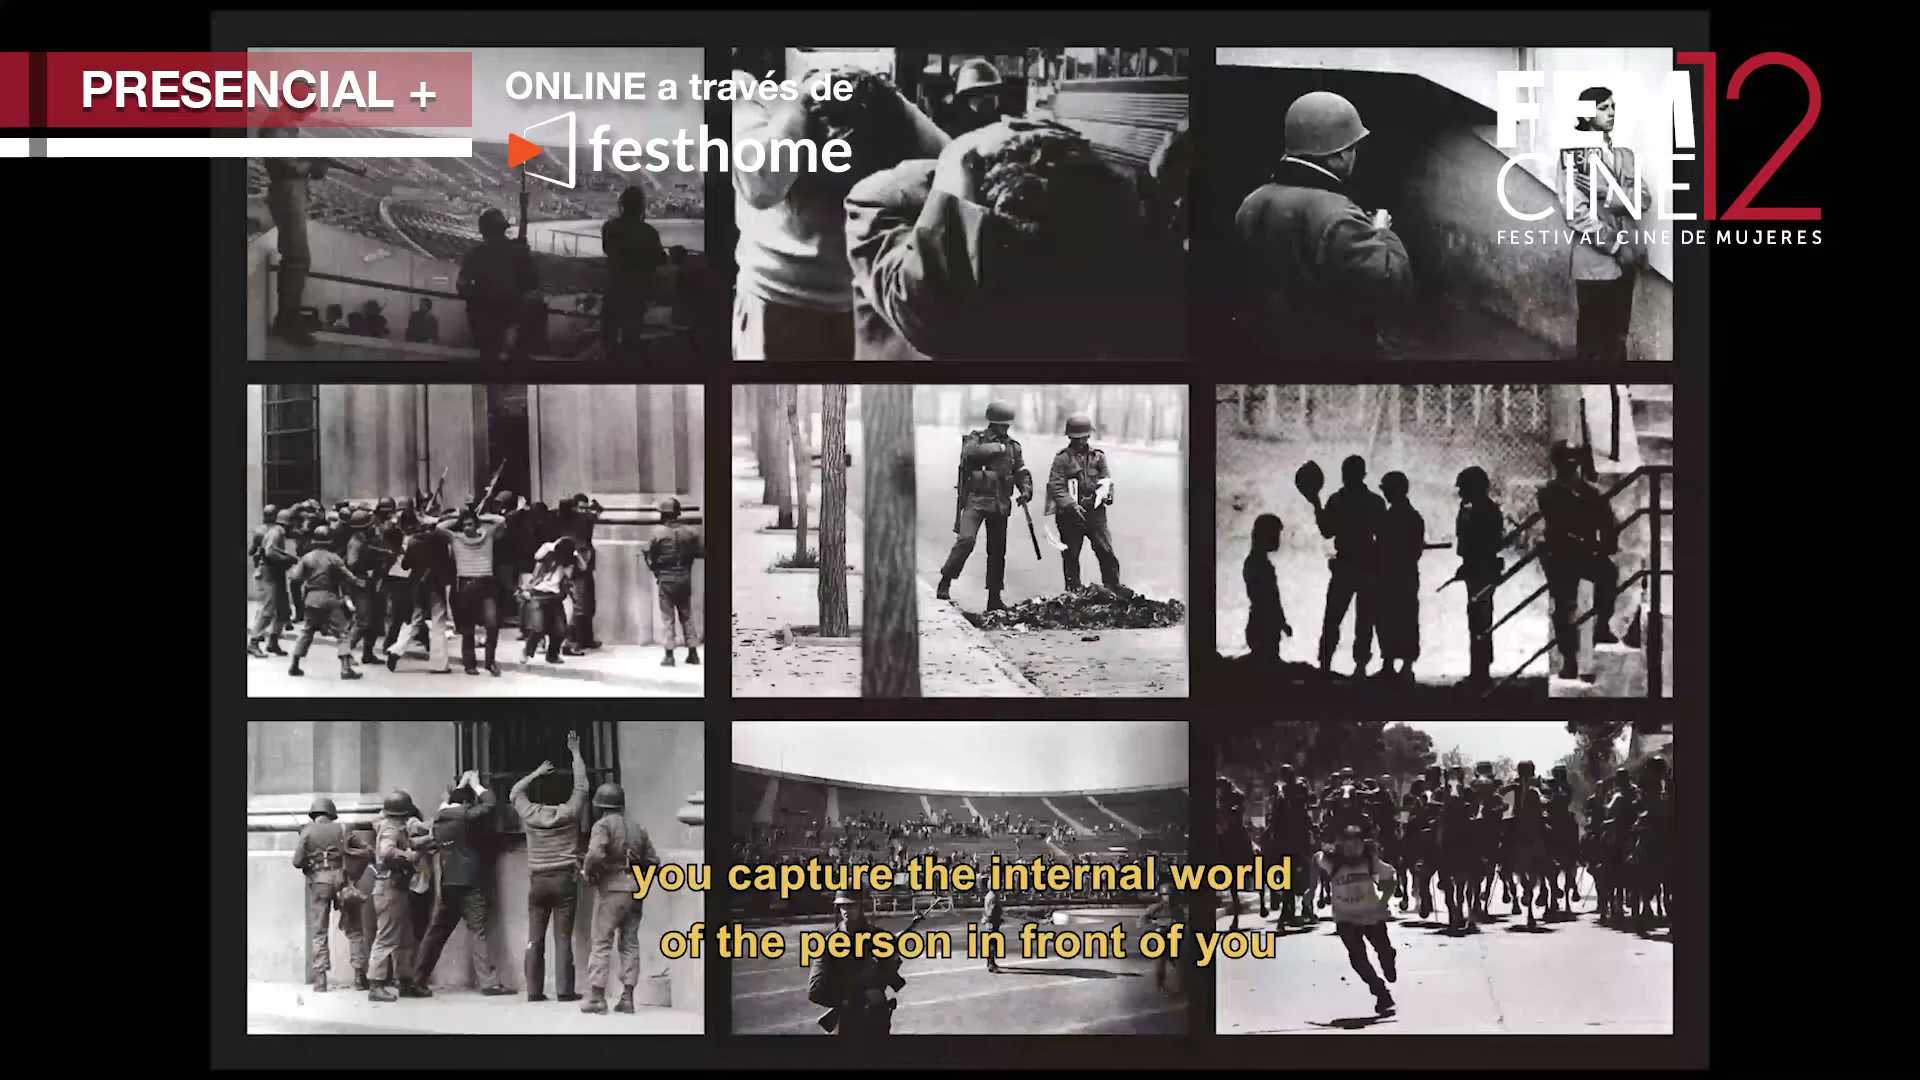 PRESENCIAL +
ONLINE a través de
festhome
FEM
CINE 12
FESTIVAL CINE DE MUJERES
you capture the internal world
of the person in front of you